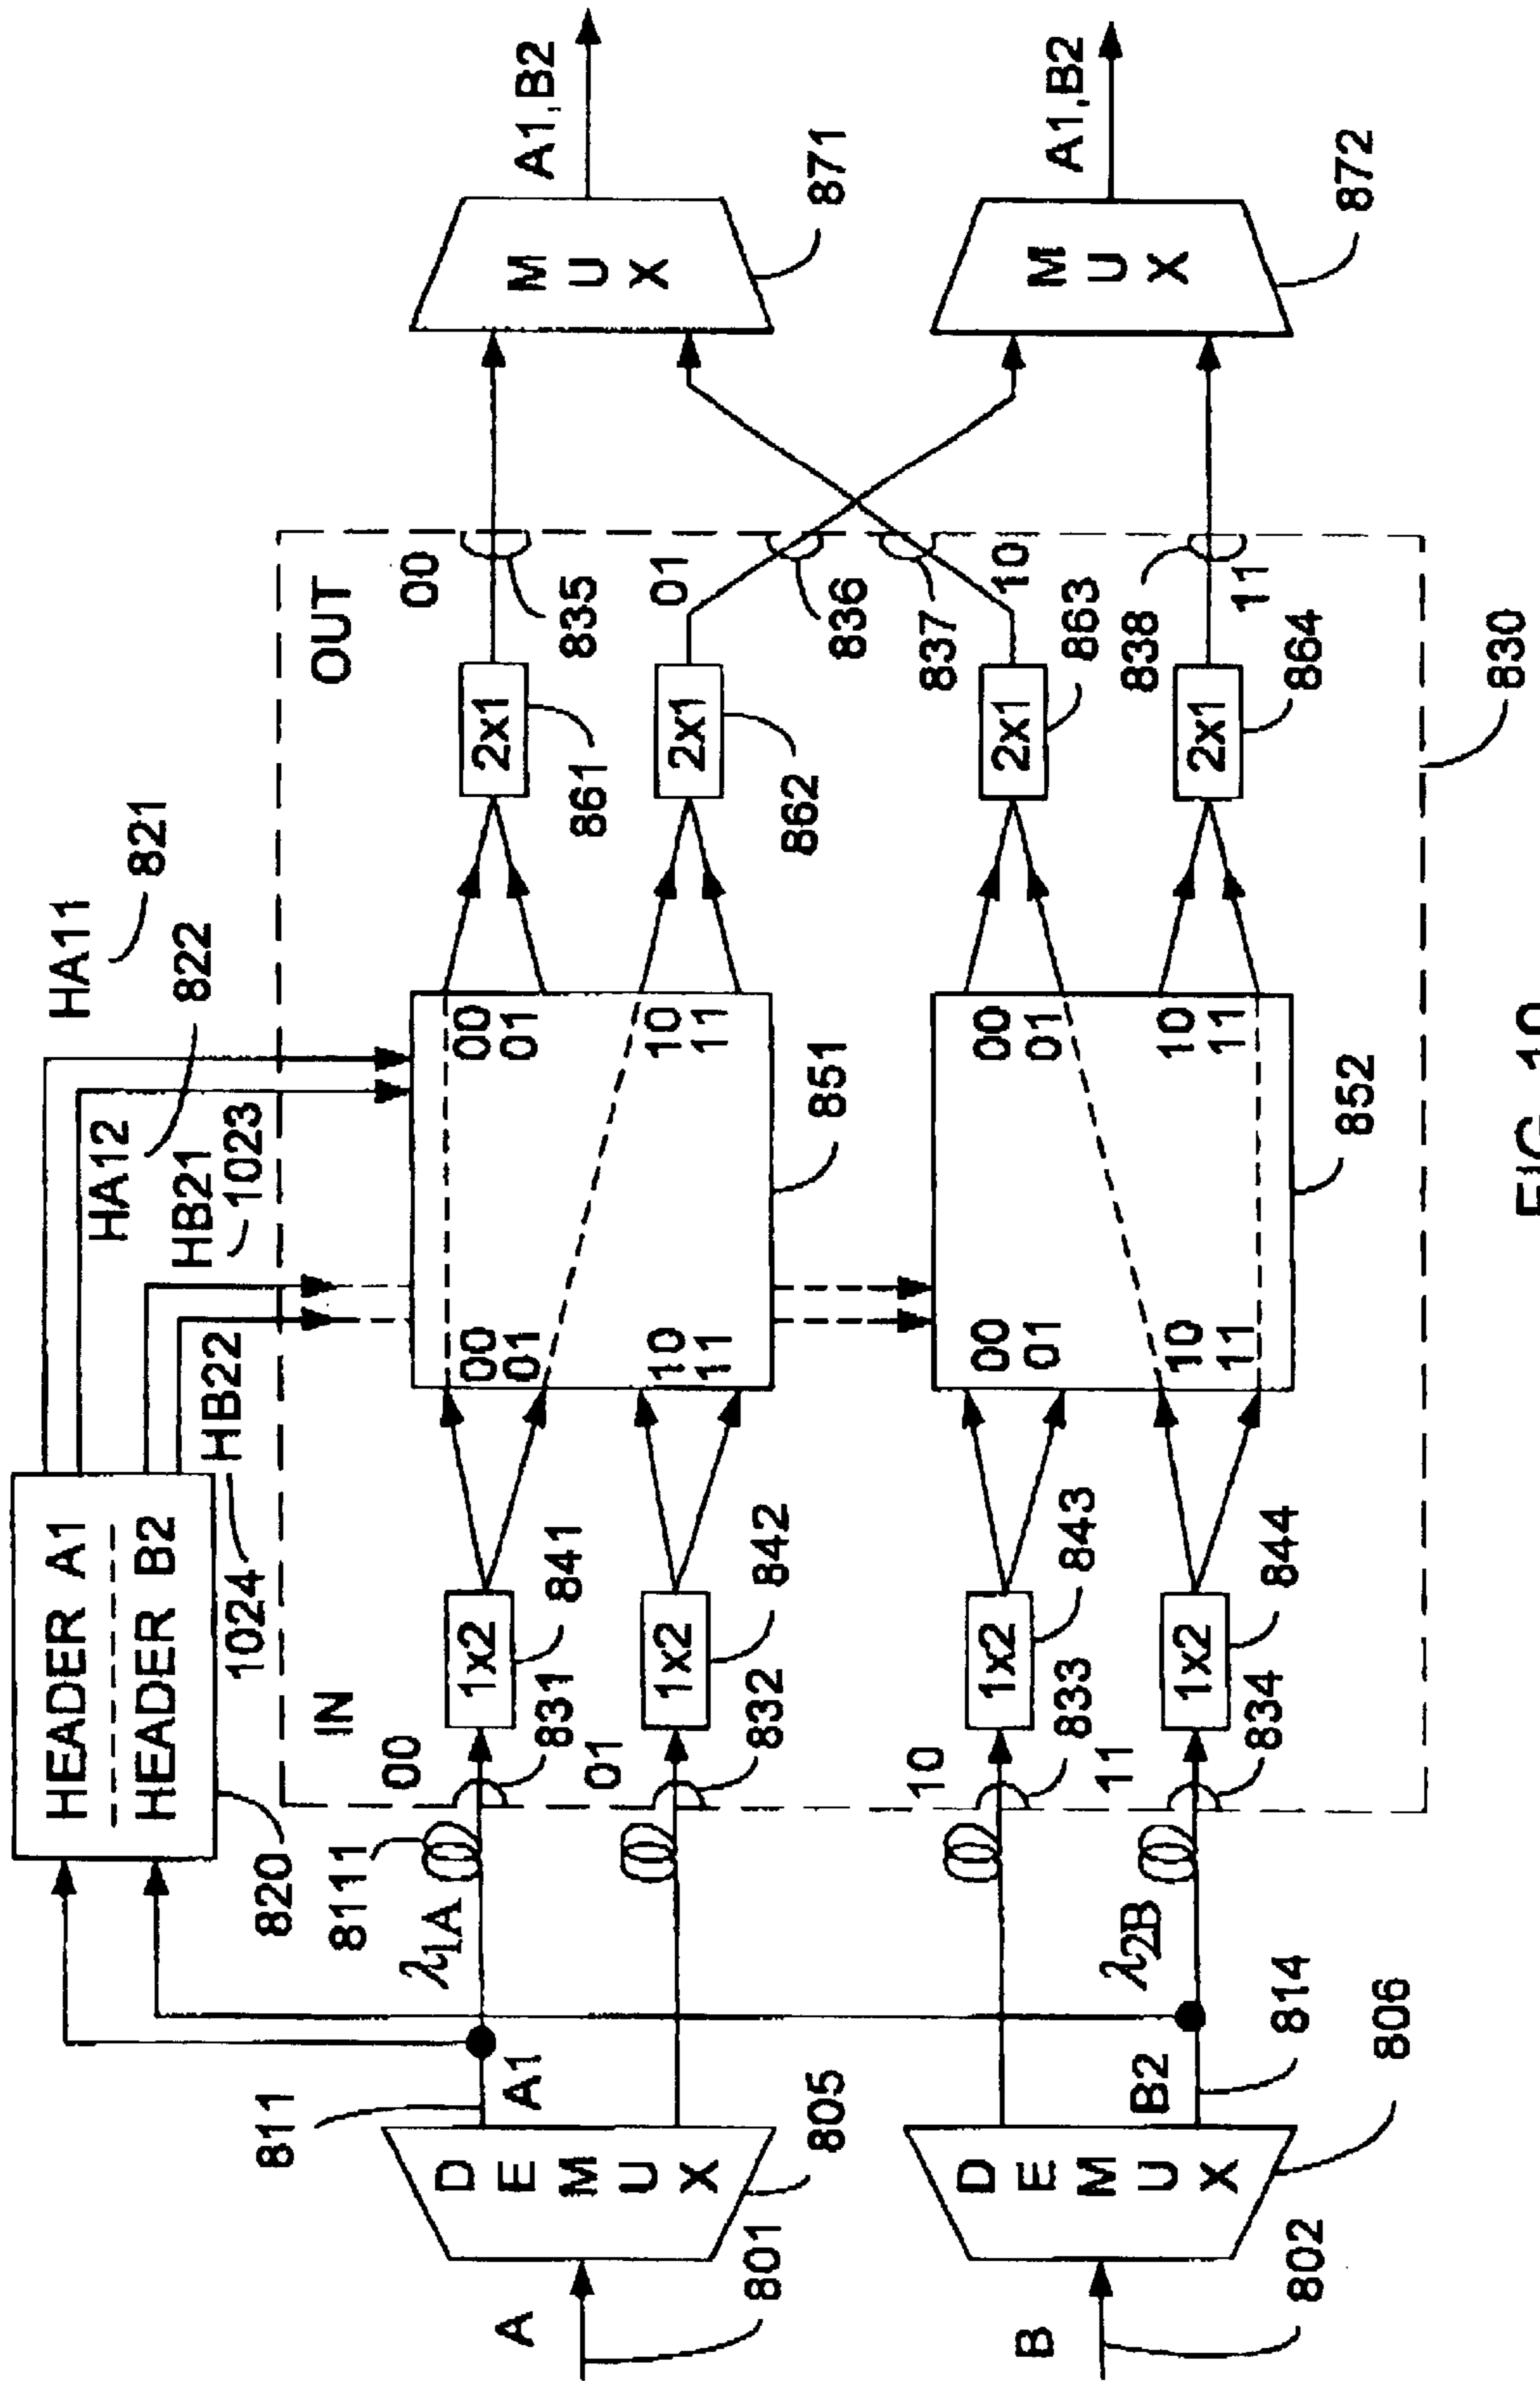 HEADER A1
HEADER B2
820
HA11
821
HA12
822
HB21
1023
HB22
1024
A
801
DEMUX
805
811
A1
λ1A
8111
IN
00
831
1x2
841
01
832
1x2
842
00
01
10
11
00
01
10
11
851
OUT
2x1
861
00
835
2x1
862
01
836
MUX
871
A1,B2
B
802
DEMUX
806
B2
814
λ2B
10
833
1x2
843
11
834
1x2
844
00
01
10
11
00
01
10
11
852
837
10
2x1
863
838
11
2x1
864
830
MUX
872
A1,B2